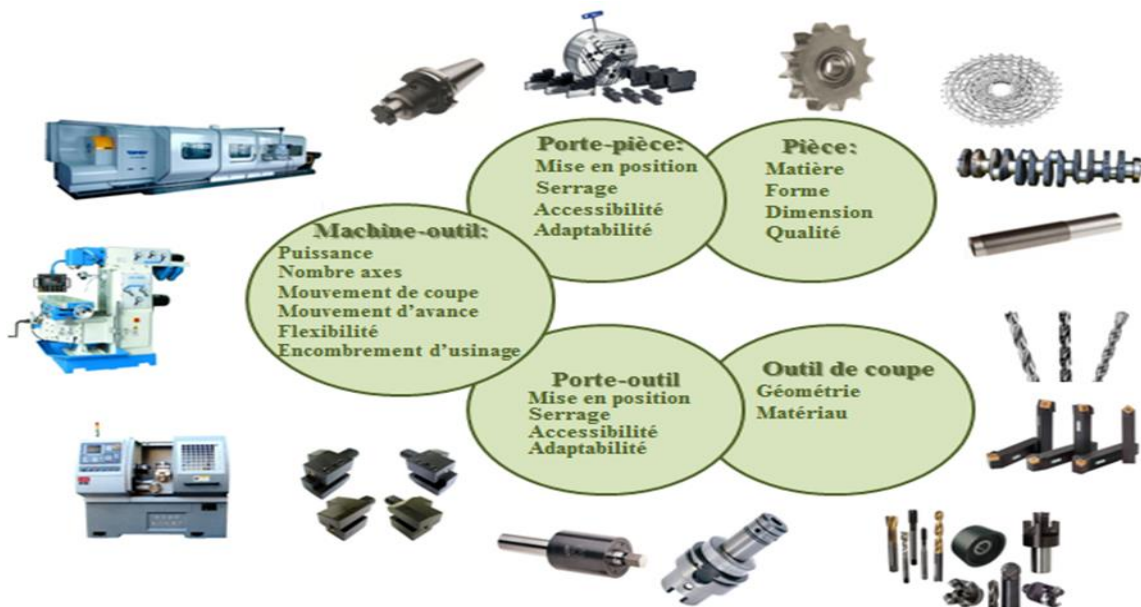 Porte-pièce:
Mise en position
Serrage
Accessibilité
Adaptabilité
Pièce:
Matière
Forme
Dimension
Qualité
Machine-outil:
Puissance
Nombre axes
Mouvement de coupe
Mouvement d’avance
Flexibilité
Encombrement d’usinage
Porte-outil
Mise en position
Serrage
Accessibilité
Adaptabilité
Outil de coupe
Géométrie
Matériau